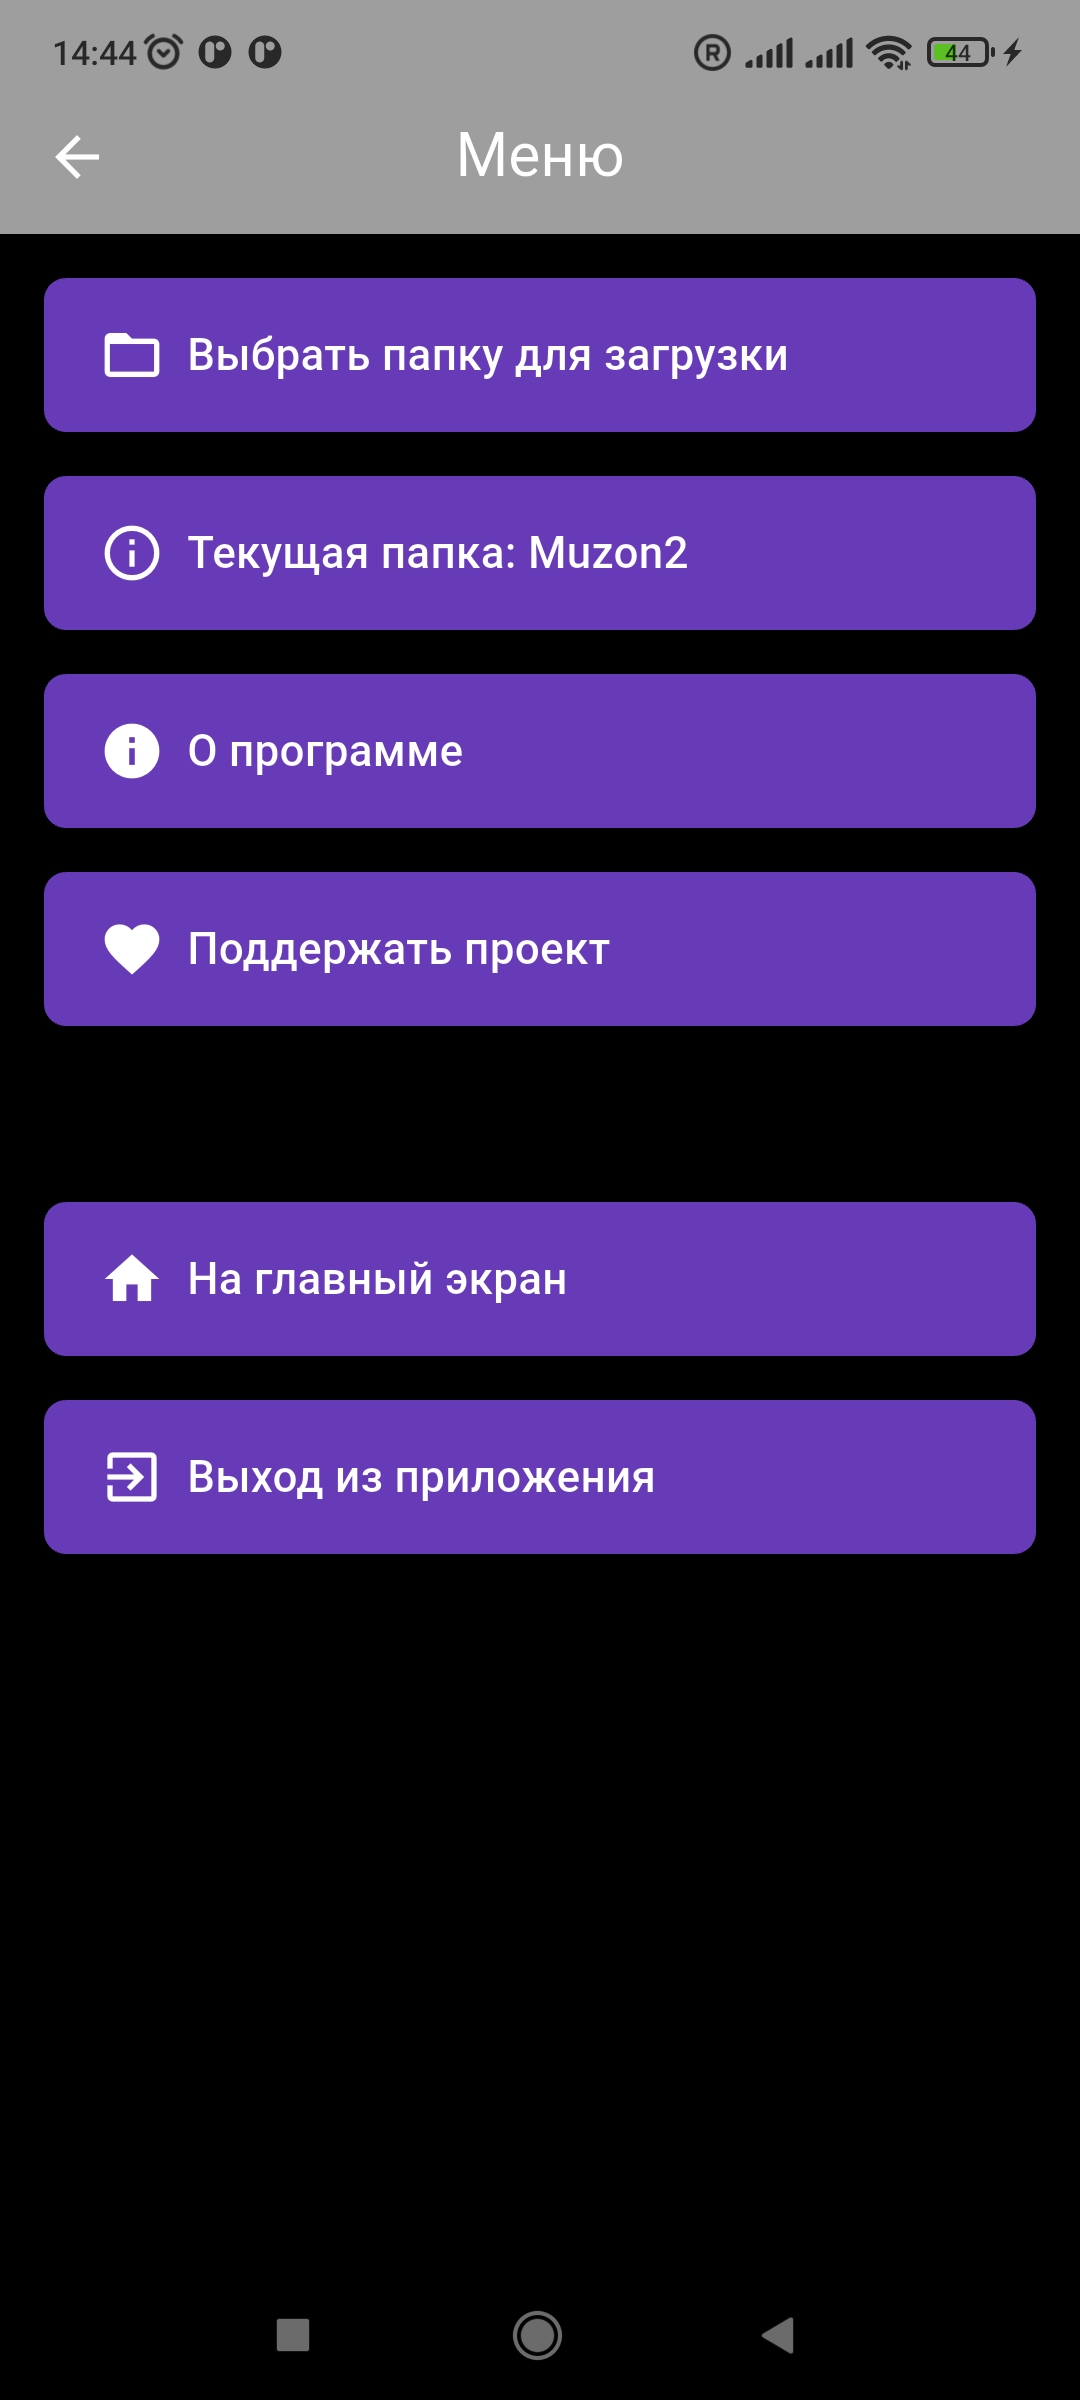 14:44
44
Меню
Выбрать папку для загрузки
Текущая папка: Muzon2
О программе
Поддержать проект
На главный экран
Выход из приложения